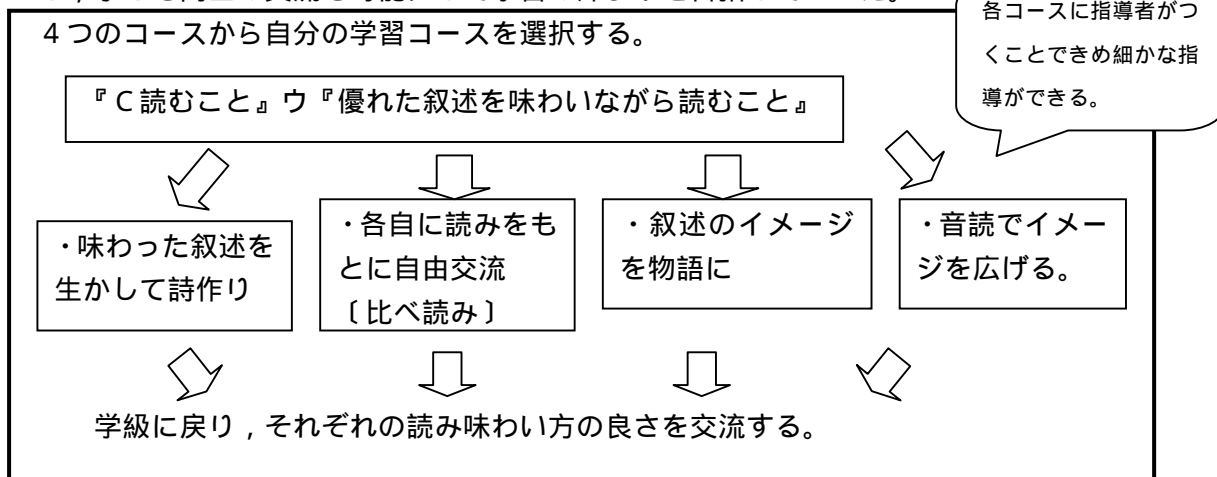 ４つのコースから自分の学習コースを選択する。
各コースに指導者がつ
くことできめ細かな指
導ができる。
『Ｃ読むこと』ウ『優れた叙述を味わいながら読むこと』
・味わった叙述を
生かして詩作り
・各自に読みをも
とに自由交流
〔比べ読み〕
・叙述のイメージ
を物語に
・音読でイメー
ジを広げる。
学級に戻り，それぞれの読み味わい方の良さを交流する。